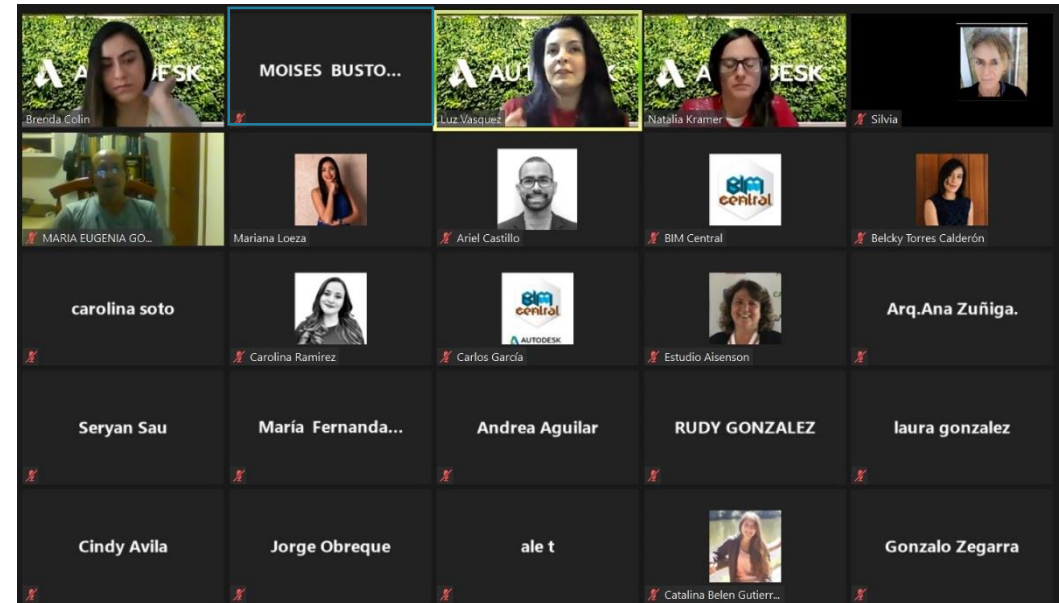 AUTODESK
Brenda Colin
MOISES BUSTO...
AUTODESK
Luz Vasquez
AUTODESK
Natalia Kramer
Silvia
MARIA EUGENIA GO...
Mariana Loeza
Ariel Castillo
BIM
central
BIM Central
Belcky Torres Calderón
carolina soto
Carolina Ramirez
BIM
central
AUTODESK
Carlos García
Estudio Aisenson
Arq.Ana Zuñiga.
Seryan Sau
María Fernanda...
Andrea Aguilar
RUDY GONZALEZ
laura gonzalez
Cindy Avila
Jorge Obreque
ale t
Catalina Belen Gutierr...
Gonzalo Zegarra